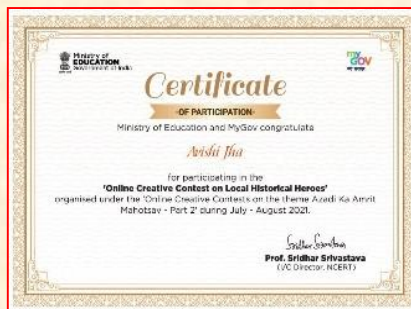 Ministry of
EDUCATION
Government of India
my
GOV
Certificate
-OF PARTICIPATION-
Ministry of Education and MyGov congratulate
Avishi Jha
for participating in the
'Online Creative Contest on Local Historical Heroes'
organised under the 'Online Creative Contests on the theme Azadi Ka Amrit
Mahotsav - Part 2' during July - August 2021.
Prof. Sridhar Srivastava
(I/C Director, NCERT)